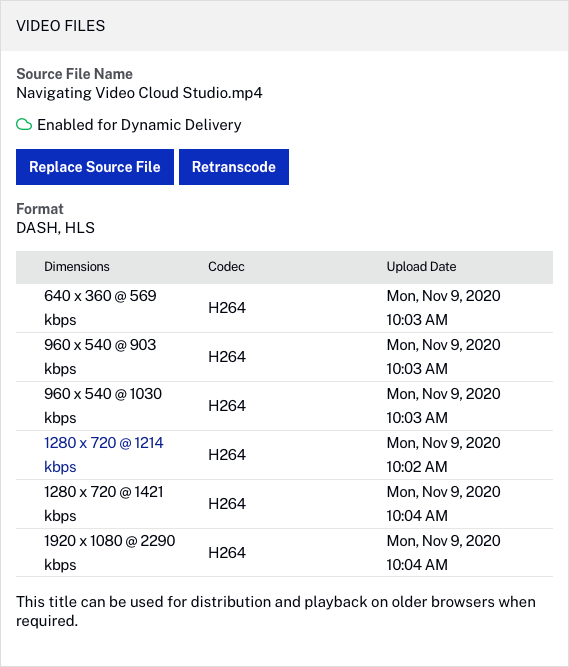 VIDEO FILES
Source File Name
Navigating Video Cloud Studio.mp4
Enabled for Dynamic Delivery
Replace Source File Retranscode
Format
DASH, HLS
Dimensions Codec Upload Date
640 x 360 @ 569 kbps H264 Mon, Nov 9, 2020 10:03 AM
960 x 540 @ 903 kbps H264 Mon, Nov 9, 2020 10:03 AM
960 x 540 @ 1030 kbps H264 Mon, Nov 9, 2020 10:03 AM
1280 x 720 @ 1214 kbps H264 Mon, Nov 9, 2020 10:02 AM
1280 x 720 @ 1421 kbps H264 Mon, Nov 9, 2020 10:04 AM
1920 x 1080 @ 2290 kbps H264 Mon, Nov 9, 2020 10:04 AM
This title can be used for distribution and playback on older browsers when
required.